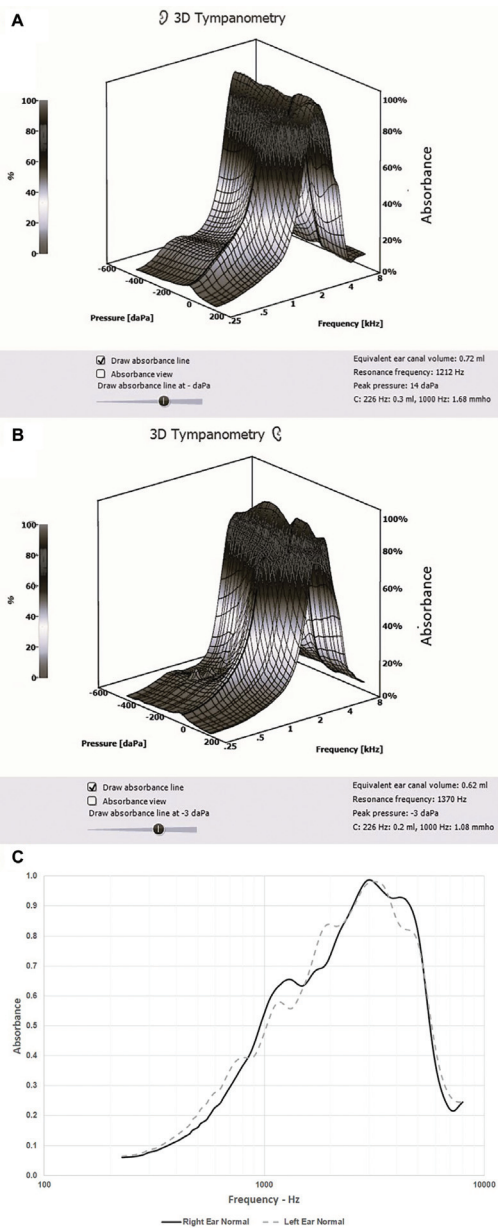 A
3D Tympanometry
100
80
60
40
20
0
%
100%
80%
60%
40%
20%
0%
Absorbance
-600
-400
-200
0
200
Pressure [daPa]
.25
.5
1
2
4
8
Frequency [kHz]
Draw absorbance line
Absorbance view
Draw absorbance line at - daPa
Equivalent ear canal volume: 0.72 ml
Resonance frequency: 1212 Hz
Peak pressure: 14 daPa
C: 226 Hz: 0.3 ml, 1000 Hz: 1.68 mmho
B
3D Tympanometry
100
80
60
40
20
0
%
100%
80%
60%
40%
20%
0%
Absorbance
-600
-400
-200
0
200
Pressure [daPa]
.25
.5
1
2
4
8
Frequency [kHz]
Draw absorbance line
Absorbance view
Draw absorbance line at -3 daPa
Equivalent ear canal volume: 0.62 ml
Resonance frequency: 1370 Hz
Peak pressure: -3 daPa
C: 226 Hz: 0.2 ml, 1000 Hz: 1.08 mmho
C
1.0
0.9
0.8
0.7
0.6
0.5
0.4
0.3
0.2
0.1
0.0
Absorbance
100
1000
10000
Frequency - Hz
Right Ear Normal
Left Ear Normal